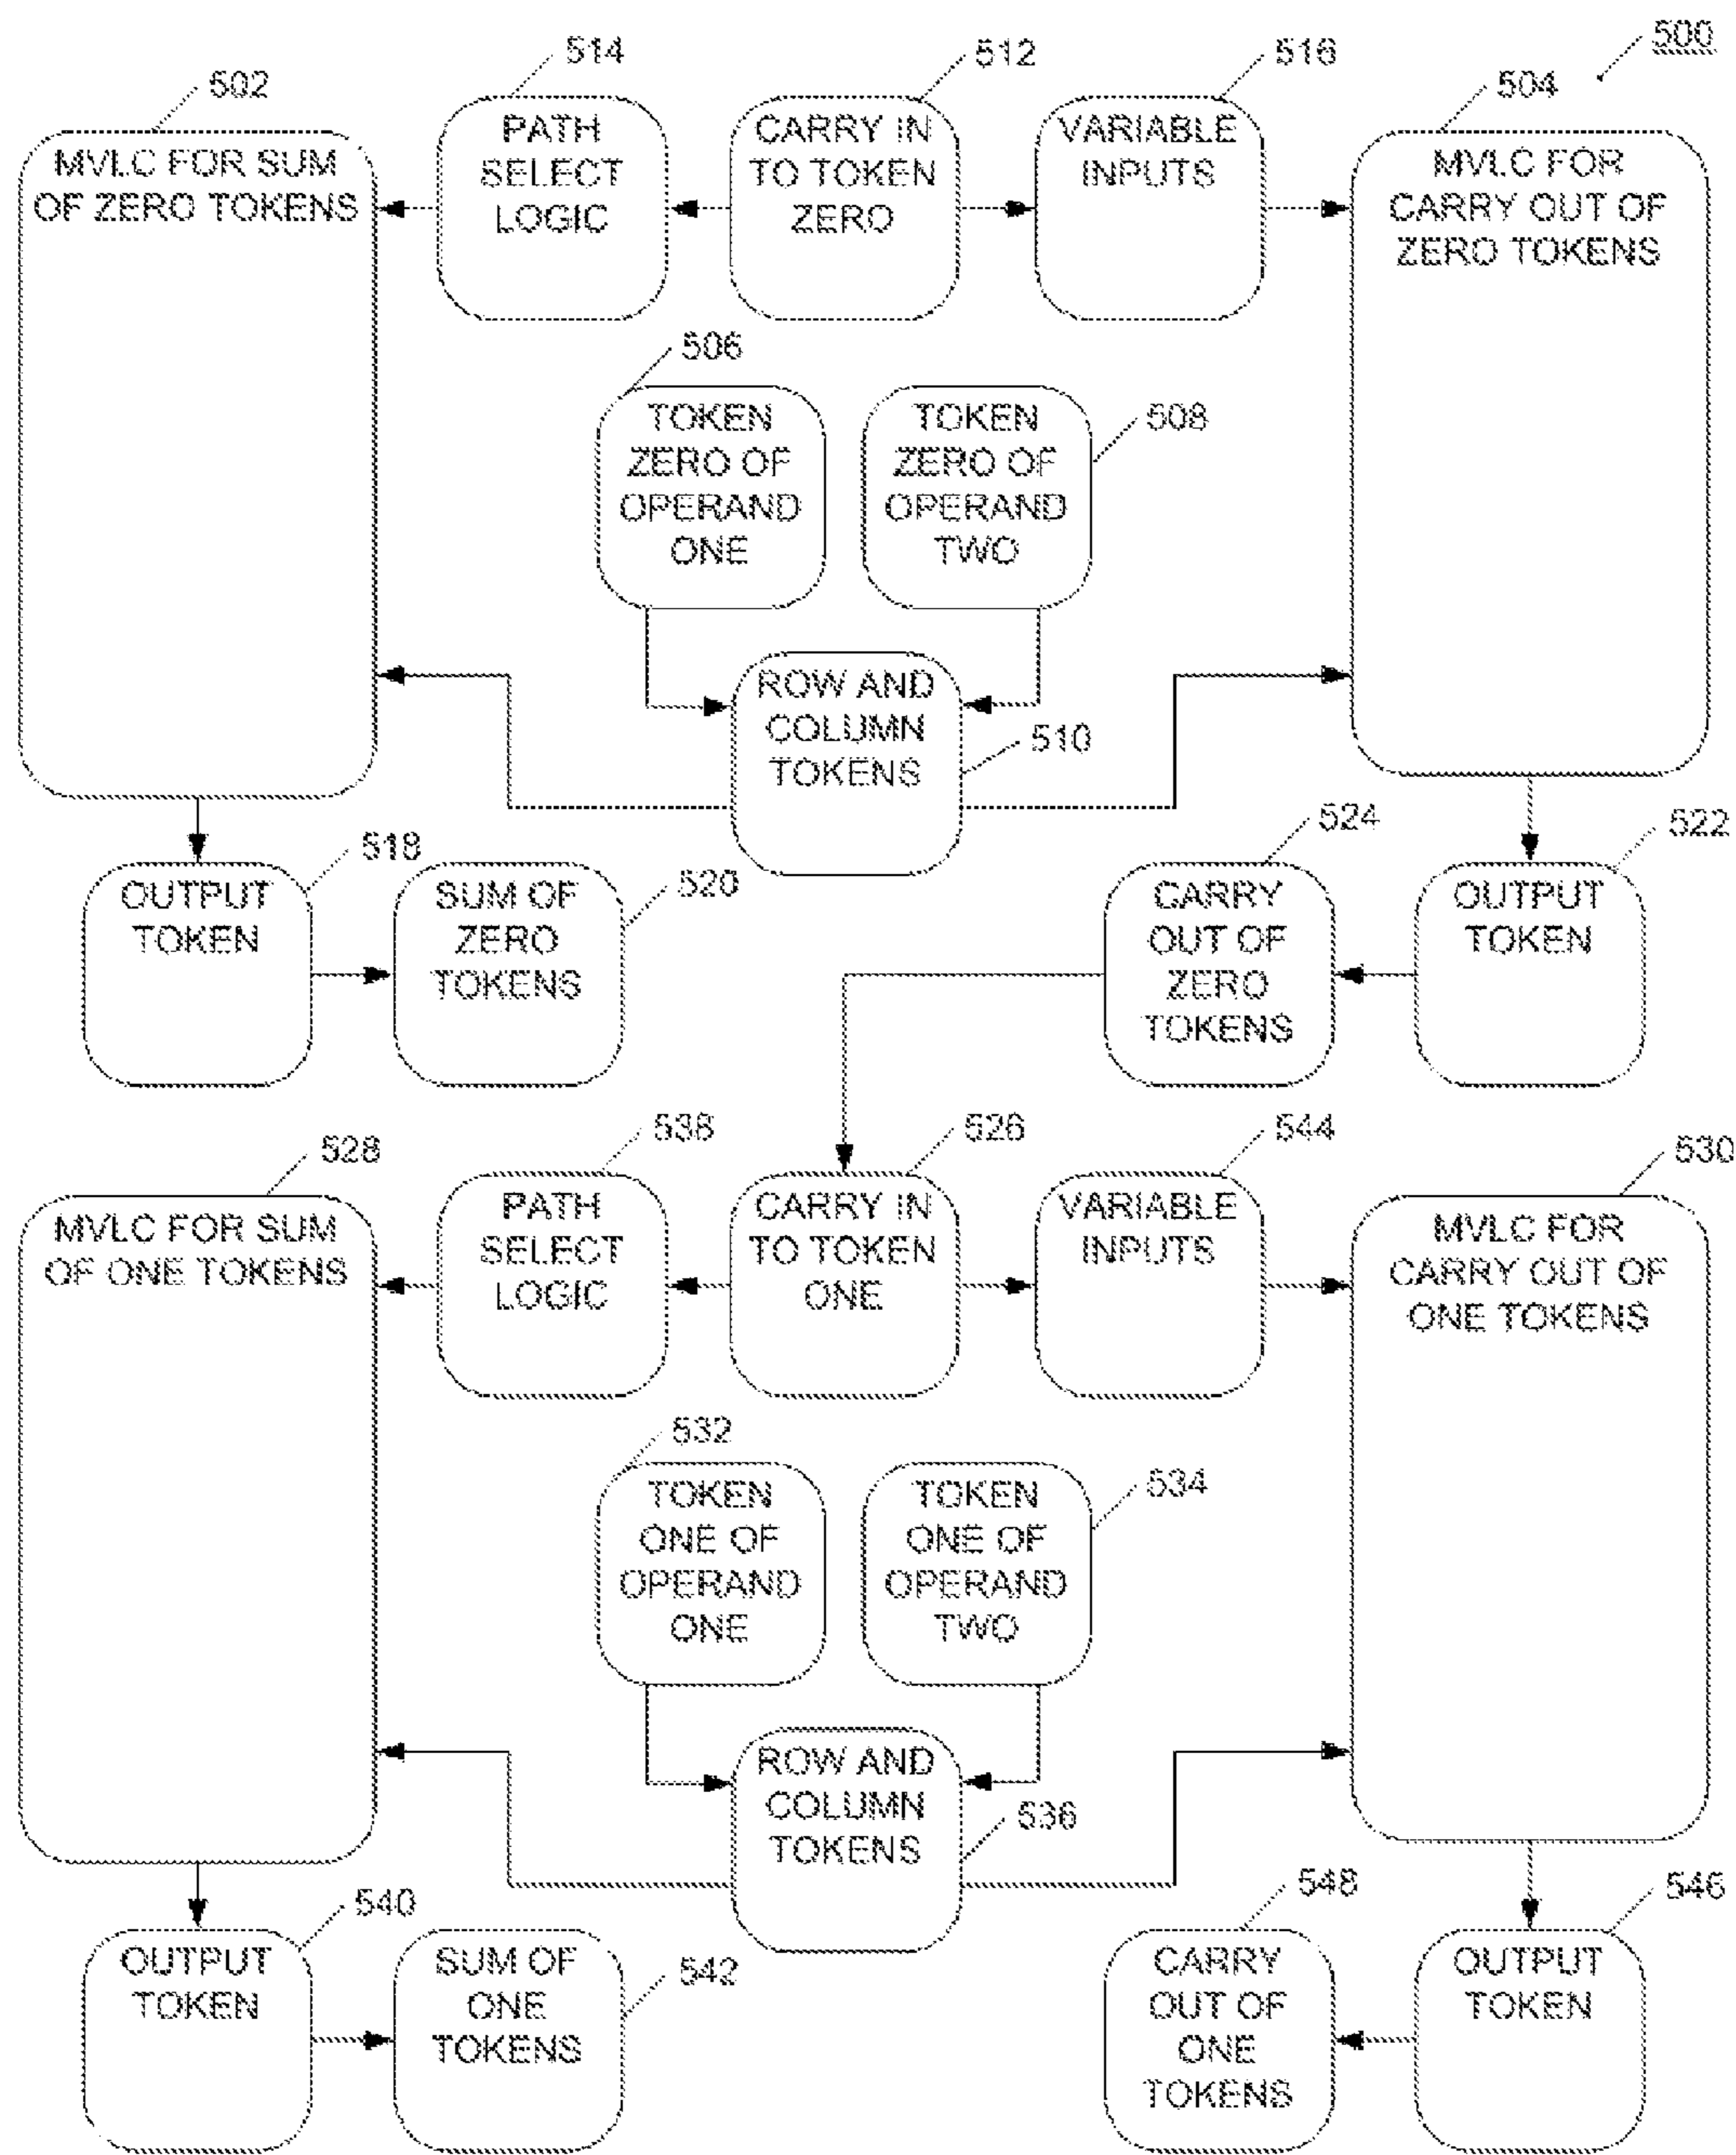 500
514
512
516
502
504
PATH
SELECT
LOGIC
CARRY IN
TO TOKEN
ZERO
VARIABLE
INPUTS
MVLC FOR SUM
OF ZERO TOKENS
MVLC FOR
CARRY OUT OF
ZERO TOKENS
506
508
TOKEN
ZERO OF
OPERAND
ONE
TOKEN
ZERO OF
OPERAND
TWO
ROW AND
COLUMN
TOKENS
510
518
520
524
522
OUTPUT
TOKEN
SUM OF
ZERO
TOKENS
CARRY
OUT OF
ZERO
TOKENS
OUTPUT
TOKEN
538
526
544
528
530
PATH
SELECT
LOGIC
CARRY IN
TO TOKEN
ONE
VARIABLE
INPUTS
MVLC FOR SUM
OF ONE TOKENS
MVLC FOR
CARRY OUT OF
ONE TOKENS
532
534
TOKEN
ONE OF
OPERAND
ONE
TOKEN
ONE OF
OPERAND
TWO
ROW AND
COLUMN
TOKENS
536
540
542
548
546
OUTPUT
TOKEN
SUM OF
ONE
TOKENS
CARRY
OUT OF
ONE
TOKENS
OUTPUT
TOKEN